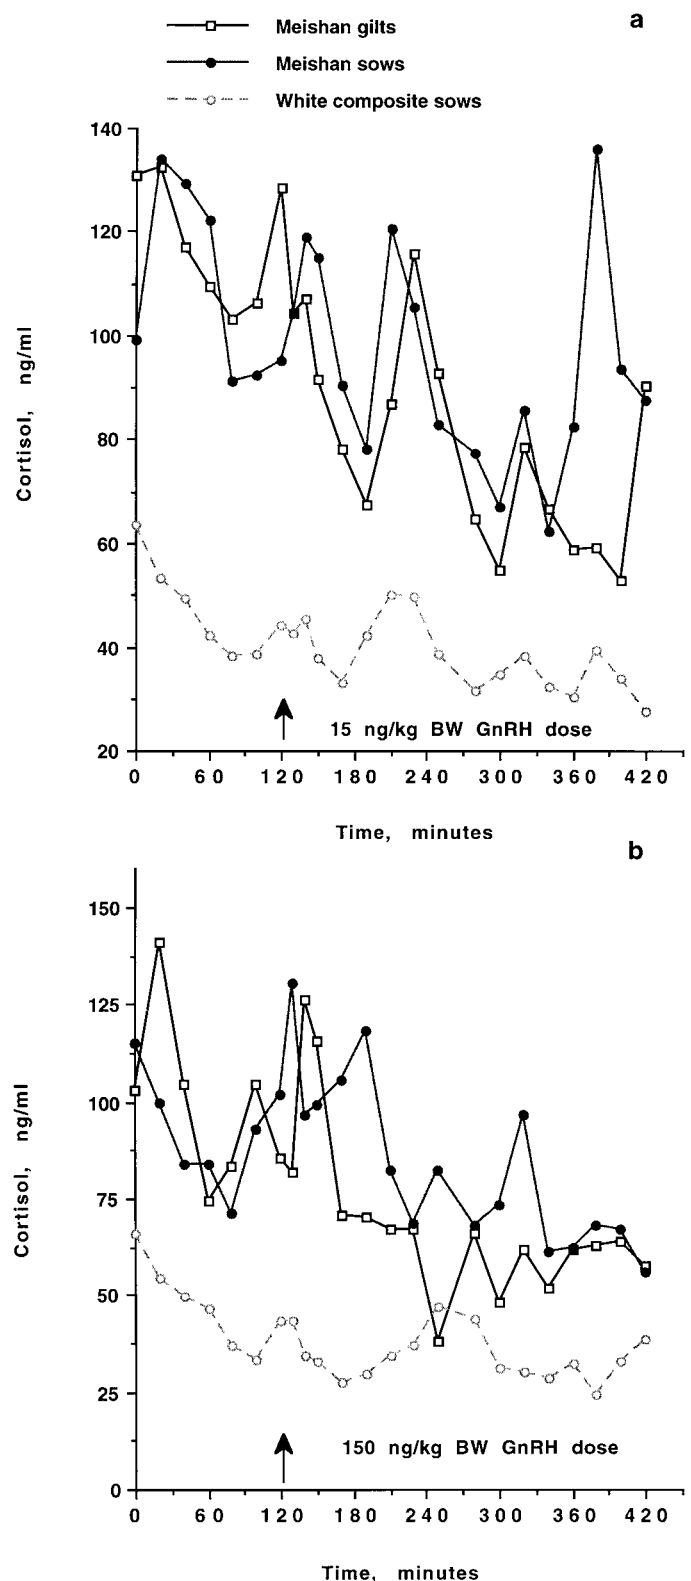 a
Meishan gilts
Meishan sows
White composite sows
140
120
100
80
60
40
20
Cortisol, ng/ml
15 ng/kg BW GnRH dose
0 60 120 180 240 300 360 420
Time, minutes
b
150
125
100
75
50
25
0
Cortisol, ng/ml
150 ng/kg BW GnRH dose
0 60 120 180 240 300 360 420
Time, minutes